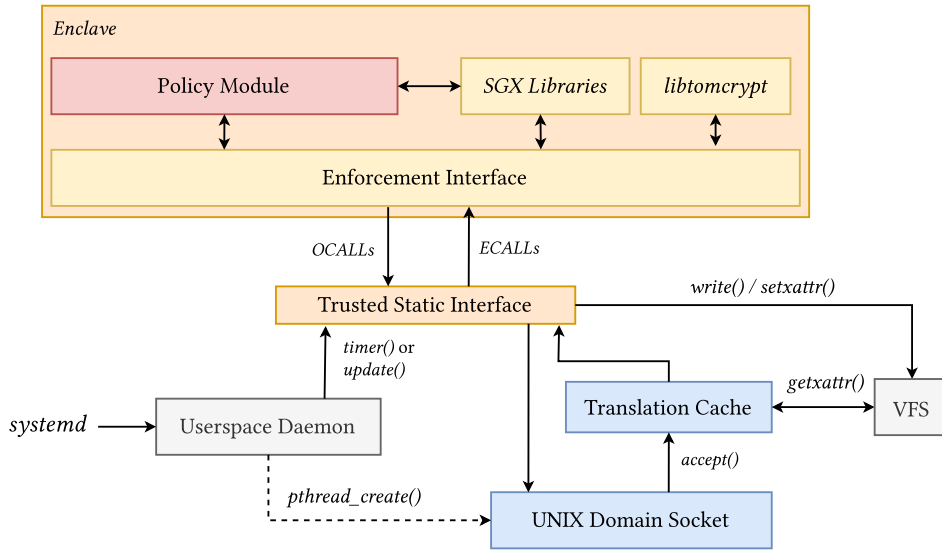 Enclave
Policy Module
SGX Libraries
libtomcrypt
Enforcement Interface
OCALLs
ECALLs
Trusted Static Interface
write() / setxattr()
timer() or
update()
getxattr()
Translation Cache
VFS
systemd
Userspace Daemon
accept()
pthread_create()
UNIX Domain Socket